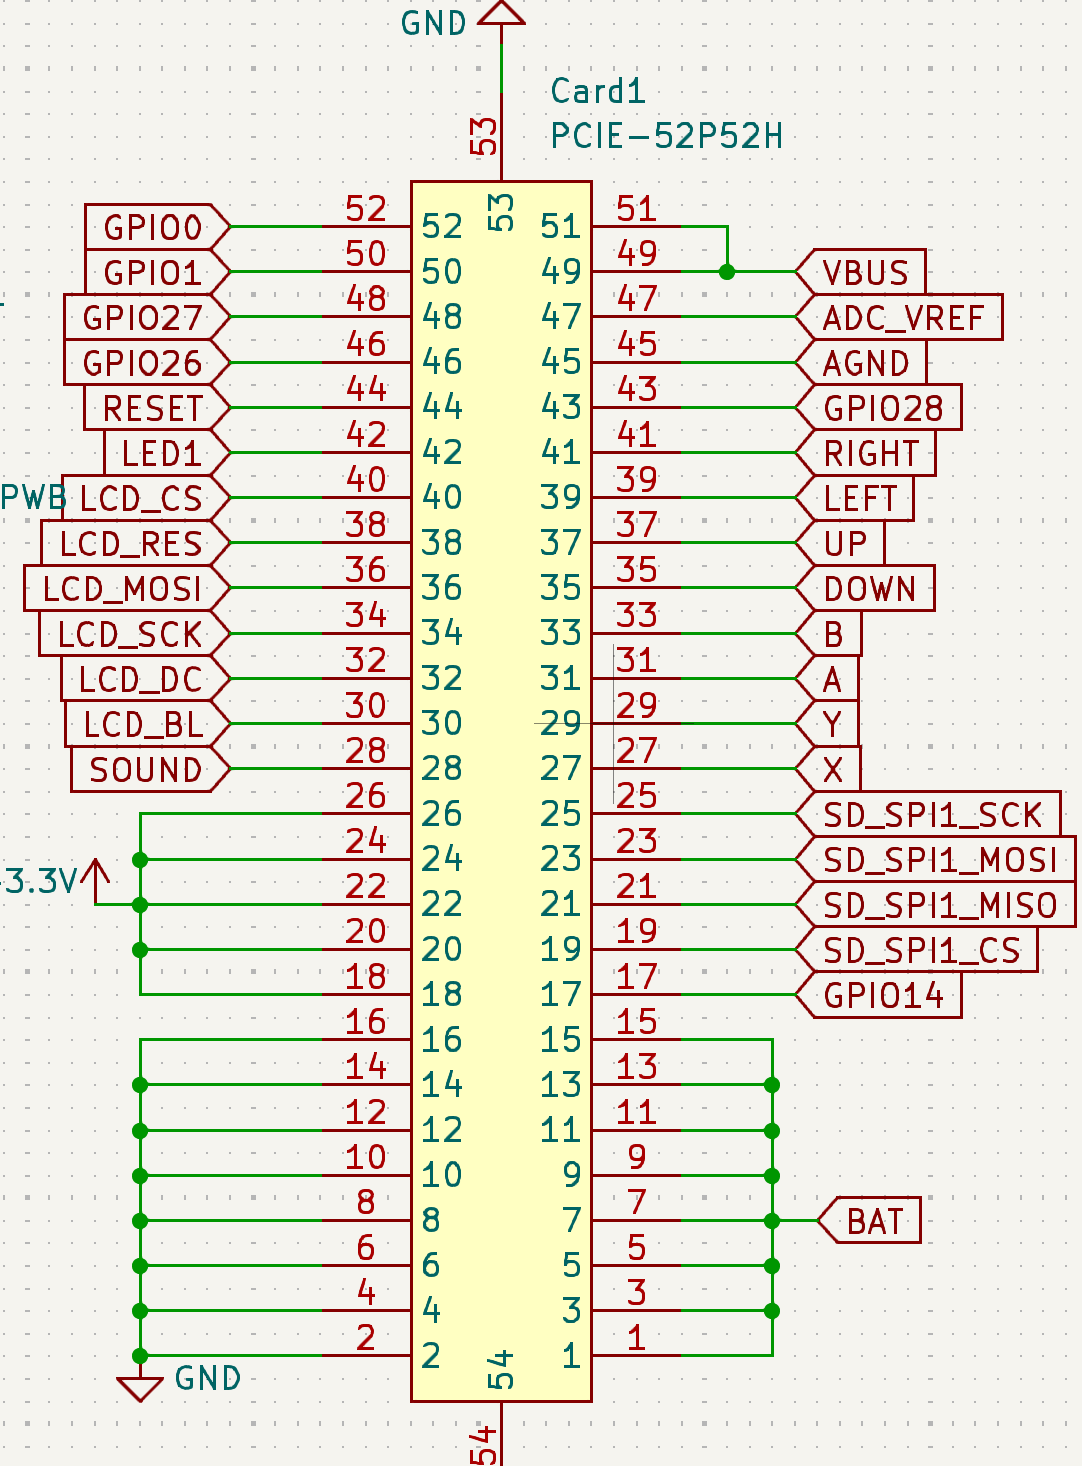 GND
Card1
PCIE-52P52H
53
53
GPIO0 52 52 51 51
GPIO1 50 50 49 49 VBUS
GPIO27 48 48 47 47 ADC_VREF
GPIO26 46 46 45 45 AGND
RESET 44 44 43 43 GPIO28
LED1 42 42 41 41 RIGHT
PWB LCD_CS 40 40 39 39 LEFT
LCD_RES 38 38 37 37 UP
LCD_MOSI 36 36 35 35 DOWN
LCD_SCK 34 34 33 33 B
LCD_DC 32 32 31 31 A
LCD_BL 30 30 29 29 Y
SOUND 28 28 27 27 X
26 26 25 25 SD_SPI1_SCK
24 24 23 23 SD_SPI1_MOSI
3.3V 22 22 21 21 SD_SPI1_MISO
20 20 19 19 SD_SPI1_CS
18 18 17 17 GPIO14
16 16 15 15
14 14 13 13
12 12 11 11
10 10 9 9
8 8 7 7 BAT
6 6 5 5
4 4 3 3
2 2 1 1
GND
54
54